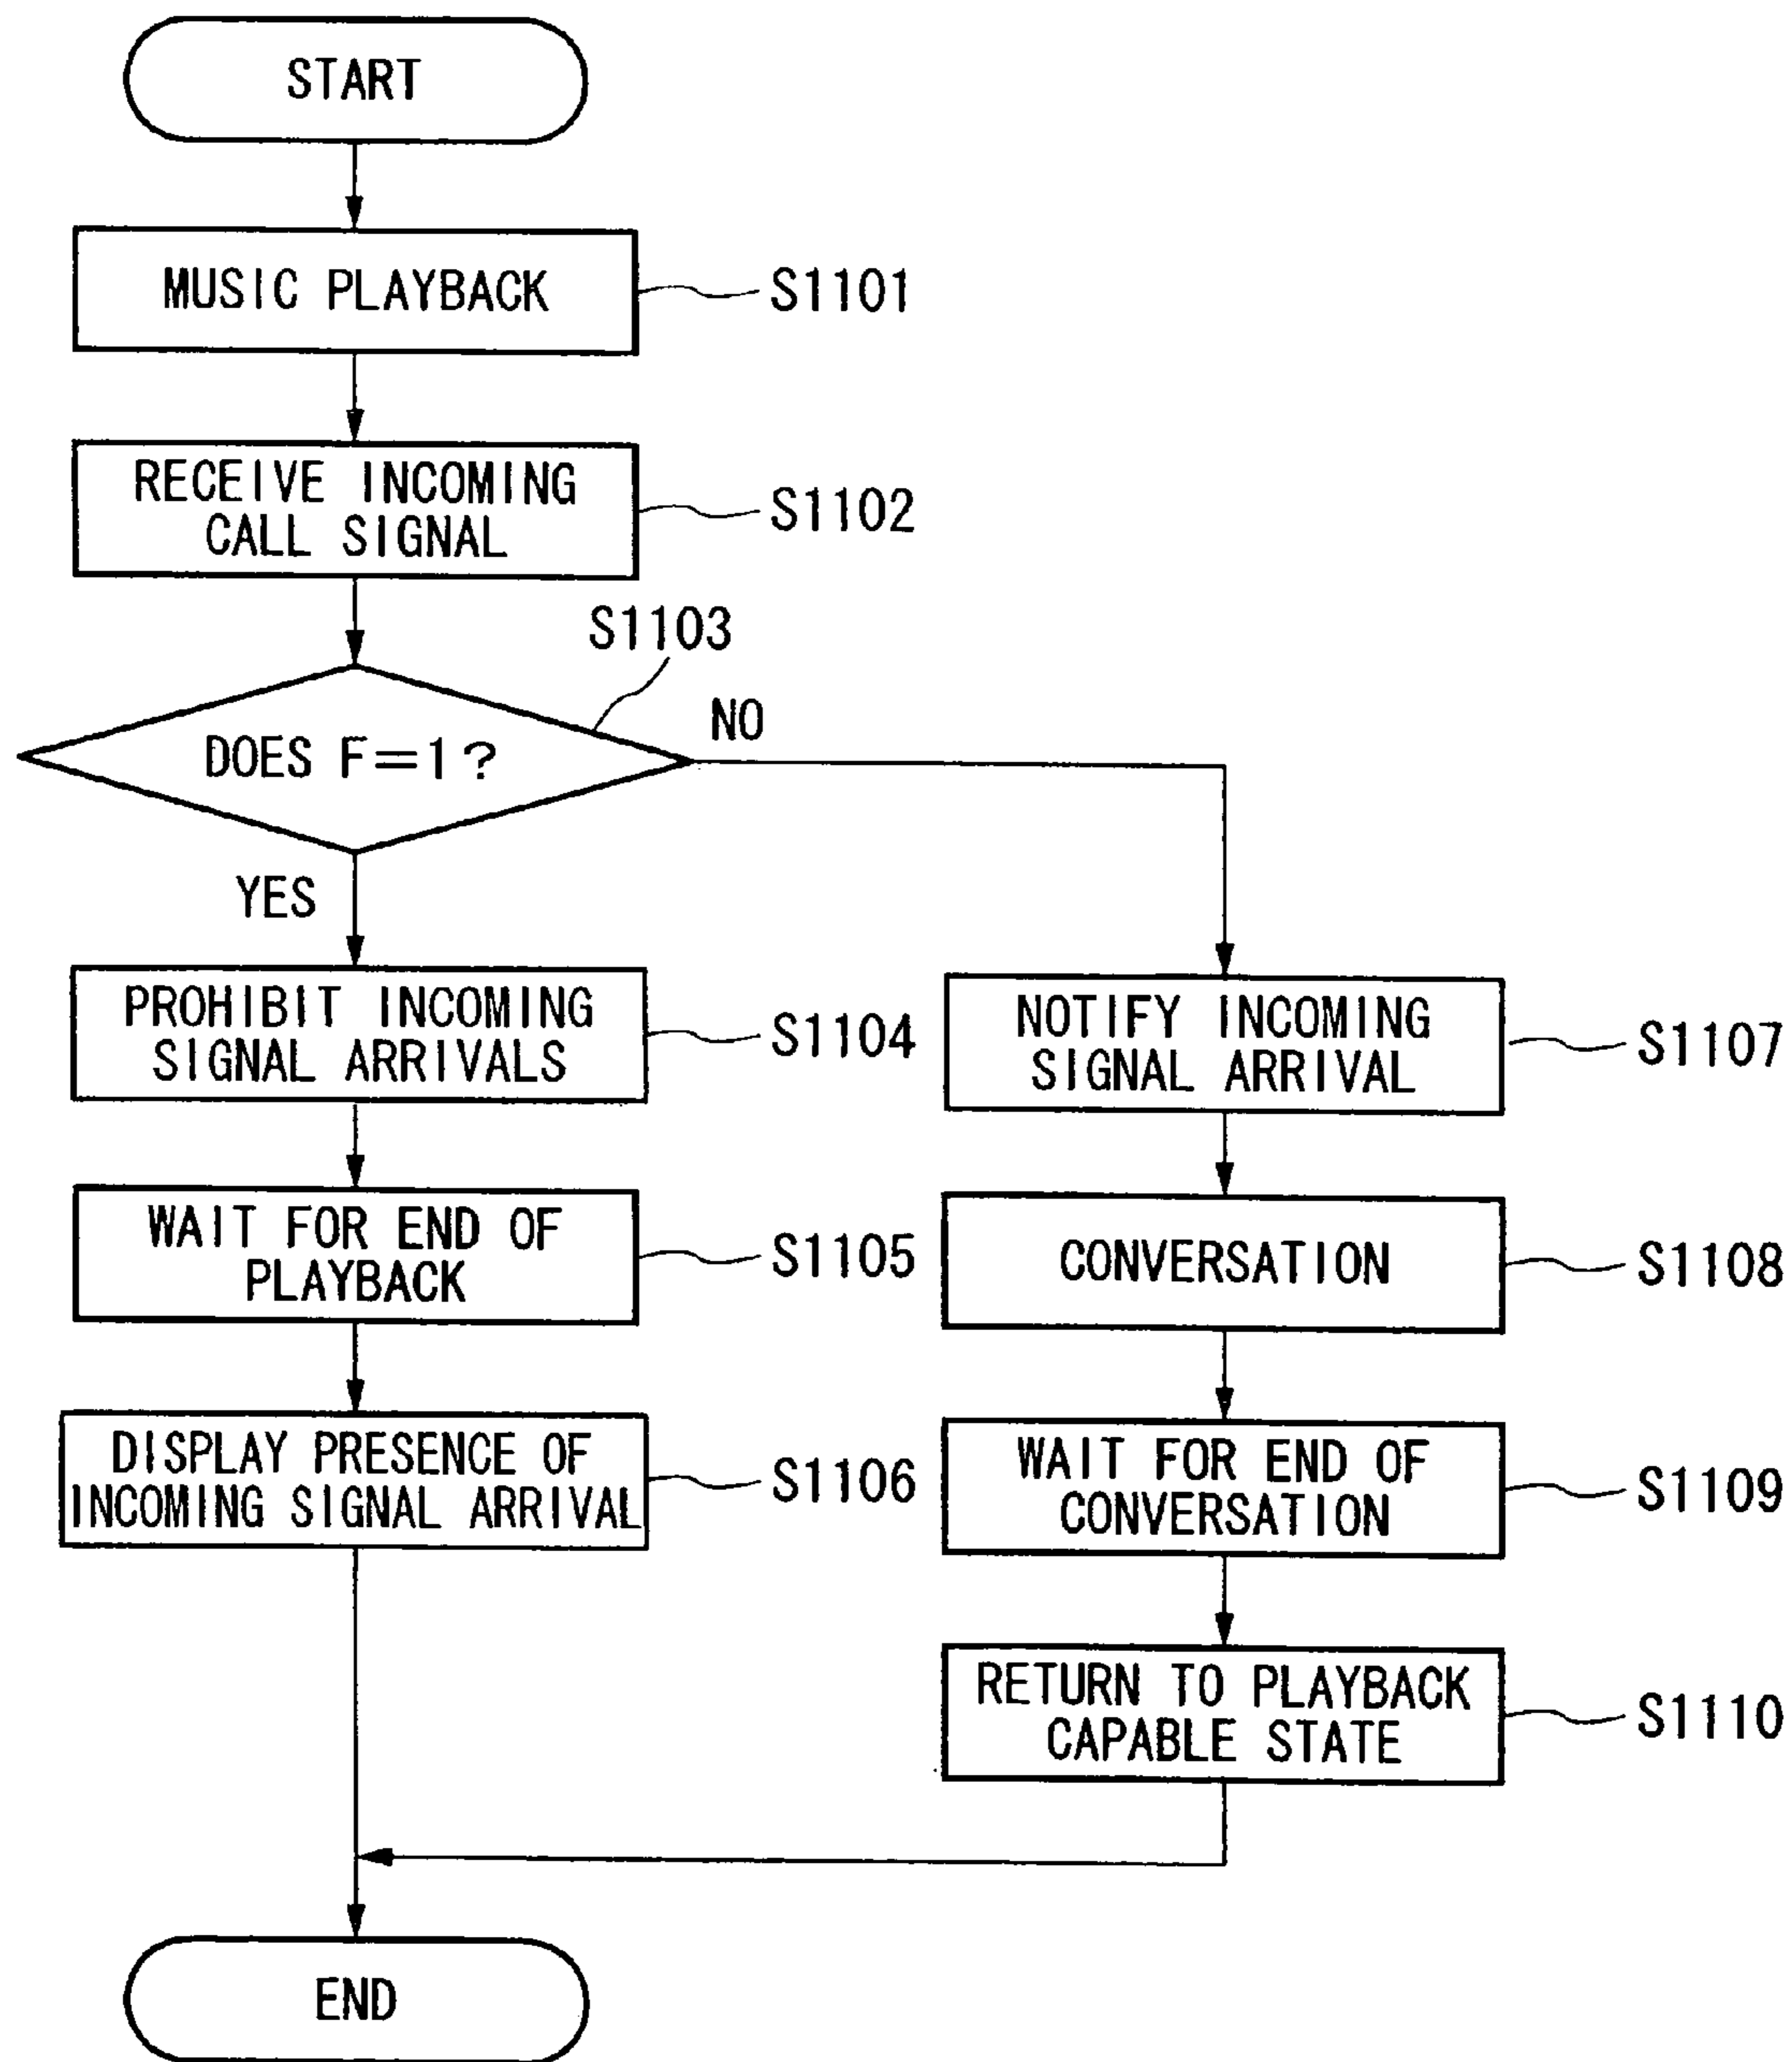 START
MUSIC PLAYBACK
S1101
RECEIVE INCOMING
CALL SIGNAL
S1102
S1103
DOES F=1?
NO
YES
PROHIBIT INCOMING
SIGNAL ARRIVALS
S1104
WAIT FOR END OF
PLAYBACK
S1105
DISPLAY PRESENCE OF
INCOMING SIGNAL ARRIVAL
S1106
NOTIFY INCOMING
SIGNAL ARRIVAL
S1107
CONVERSATION
S1108
WAIT FOR END OF
CONVERSATION
S1109
RETURN TO PLAYBACK
CAPABLE STATE
S1110
END